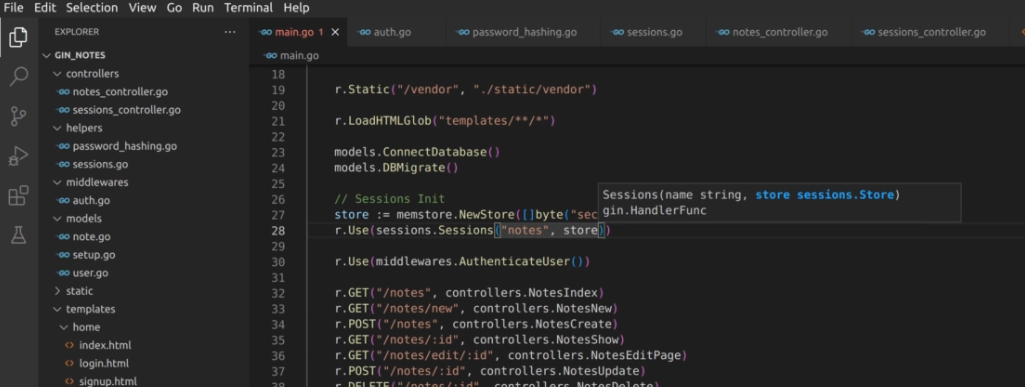 File Edit Selection View Go Run Terminal Help
EXPLORER
main.go 1
auth.go
password_hashing.go
sessions.go
notes_controller.go
sessions_controller.go
GIN_NOTES
controllers
notes_controller.go
sessions_controller.go
helpers
password_hashing.go
sessions.go
middlewares
auth.go
models
note.go
setup.go
user.go
static
templates
home
index.html
login.html
signup.html
main.go
18
19 r.Static("/vendor", "./static/vendor")
20
21 r.LoadHTMLGlob("templates/**/*")
22
23 models.ConnectDatabase()
24 models.DBMigrate()
25
26 // Sessions Init
27 store := memstore.NewStore([]byte("sec
28 r.Use(sessions.Sessions("notes", store))
29
30 r.Use(middlewares.AuthenticateUser())
31
32 r.GET("/notes", controllers.NotesIndex)
33 r.GET("/notes/new", controllers.NotesNew)
34 r.POST("/notes", controllers.NotesCreate)
35 r.GET("/notes/:id", controllers.NotesShow)
36 r.GET("/notes/edit/:id", controllers.NotesEditPage)
37 r.POST("/notes/:id", controllers.NotesUpdate)
38 r.DELETE("/notes/:id", controllers.NotesDelete)
Sessions(name string, store sessions.Store)
gin.HandlerFunc